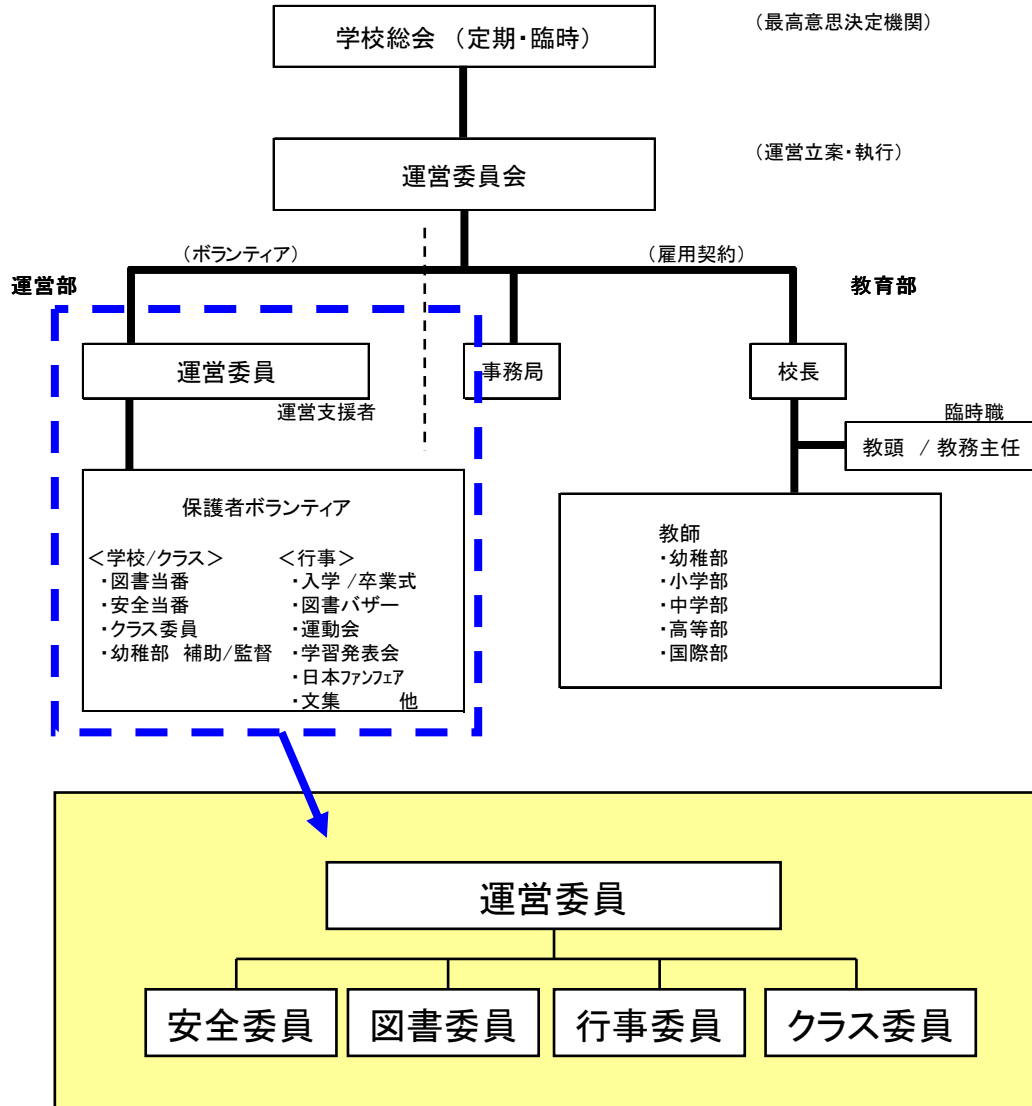 学校総会 （定期・臨時）
（最高意思決定機関）
運営委員会
（運営立案・執行）
（ボランティア）
（雇用契約）
運営部
教育部
運営委員
事務局
校長
運営支援者
臨時職
教�o / 教務主任
保護者ボランティア
＜学校/クラス＞
・図書当番
・安全当番
・クラス委員
・幼稚部 補助/監督
＜行事＞
・入学 /卒業式
・図書バザー
・運動会
・学習発表会
・日本ﾌｧﾝﾌｪｱ
・文集 他
教師
・幼稚部
・小学部
・中学部
・高等部
・国際部
運営委員
安全委員
図書委員
行事委員
クラス委員